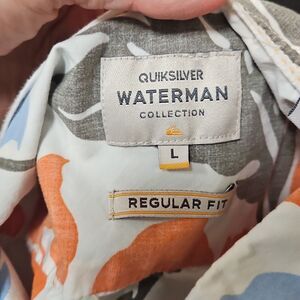 QUIKSILVER
WATERMAN
COLLECTION
L
REGULAR FIT